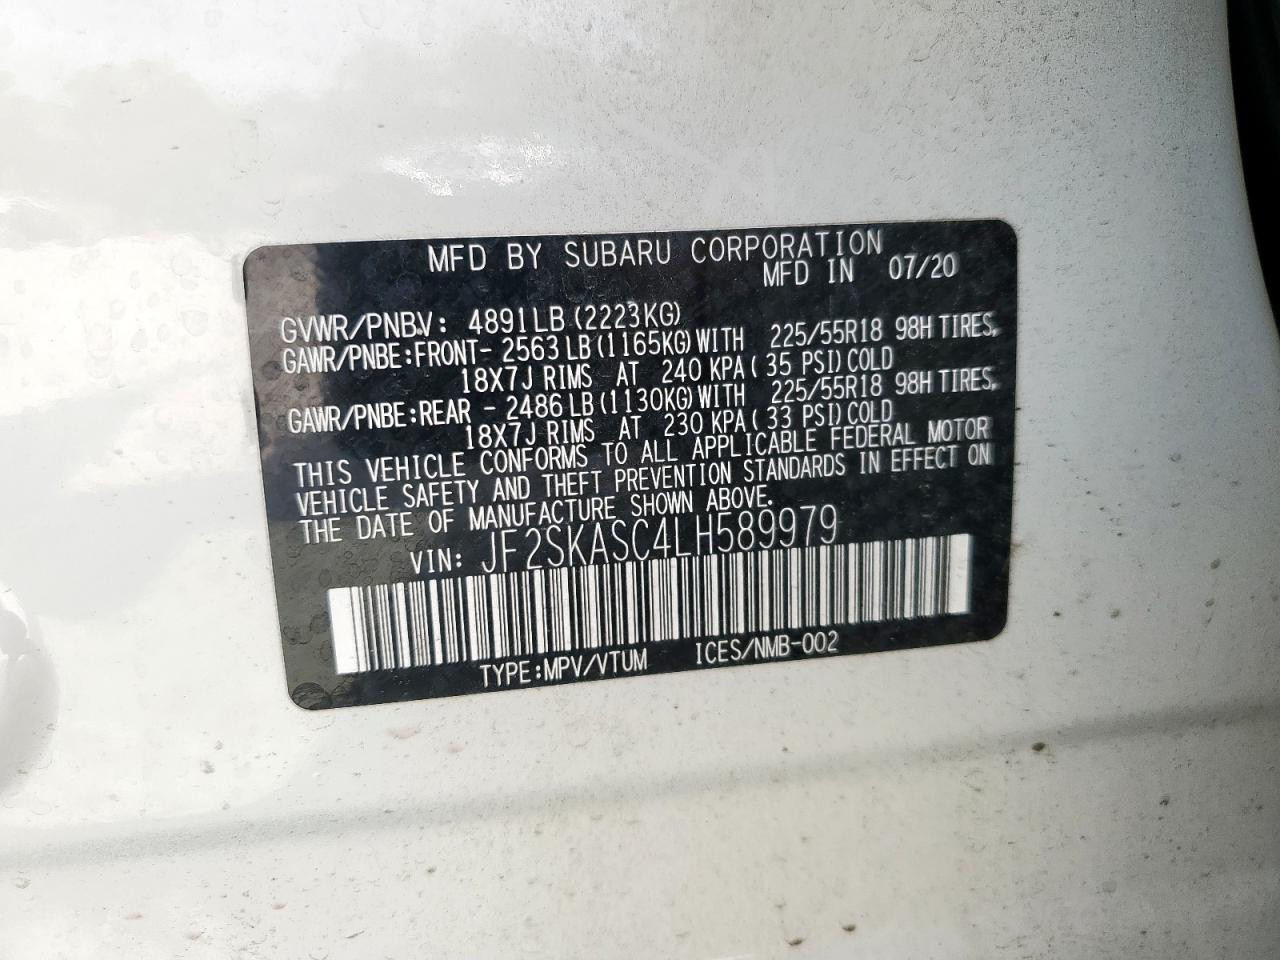 MFD BY SUBARU CORPORATION
MFD IN 07/20
GVWR/PNBV: 4891LB (2223KG)
GAWR/PNBE:FRONT- 2563LB(1165KG)WITH 225/55R18 98H TIRES,
18X7J RIMS AT 240 KPA( 35 PSI)COLD
GAWR/PNBE:REAR - 2486LB(1130KG)WITH 225/55R18 98H TIRES,
18X7J RIMS AT 230 KPA( 33 PSI)COLD
THIS VEHICLE CONFORMS TO ALL APPLICABLE FEDERAL MOTOR
VEHICLE SAFETY AND THEFT PREVENTION STANDARDS IN EFFECT ON
THE DATE OF MANUFACTURE SHOWN ABOVE.
VIN: JF2SKASC4LH589979
TYPE:MPV/VTUM ICES/NMB-002